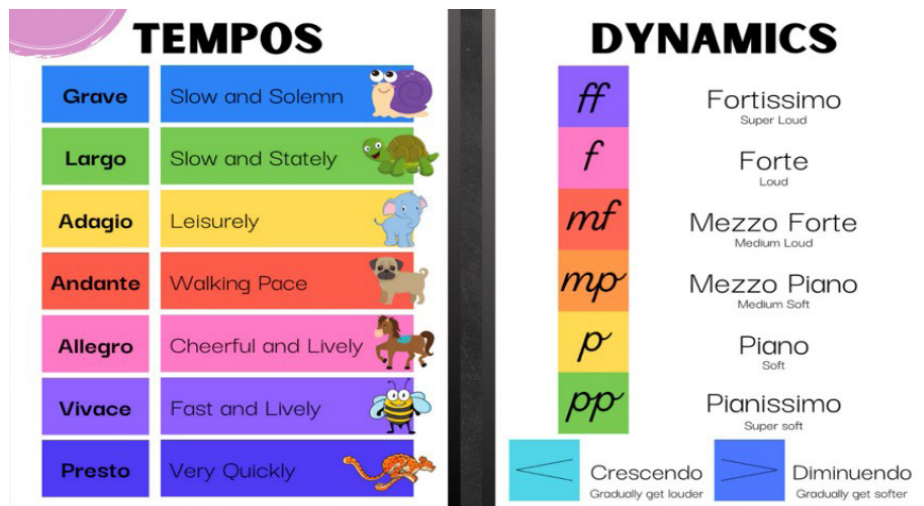 TEMPOS
Grave Slow and Solemn
Largo Slow and Stately
Adagio Leisurely
Andante Walking Pace
Allegro Cheerful and Lively
Vivace Fast and Lively
Presto Very Quickly
DYNAMICS
ff Fortissimo
Super Loud
f Forte
Loud
mf Mezzo Forte
Medium Loud
mp Mezzo Piano
Medium Soft
p Piano
Soft
pp Pianissimo
Super soft
Crescendo
Gradually get louder
Diminuendo
Gradually get softer